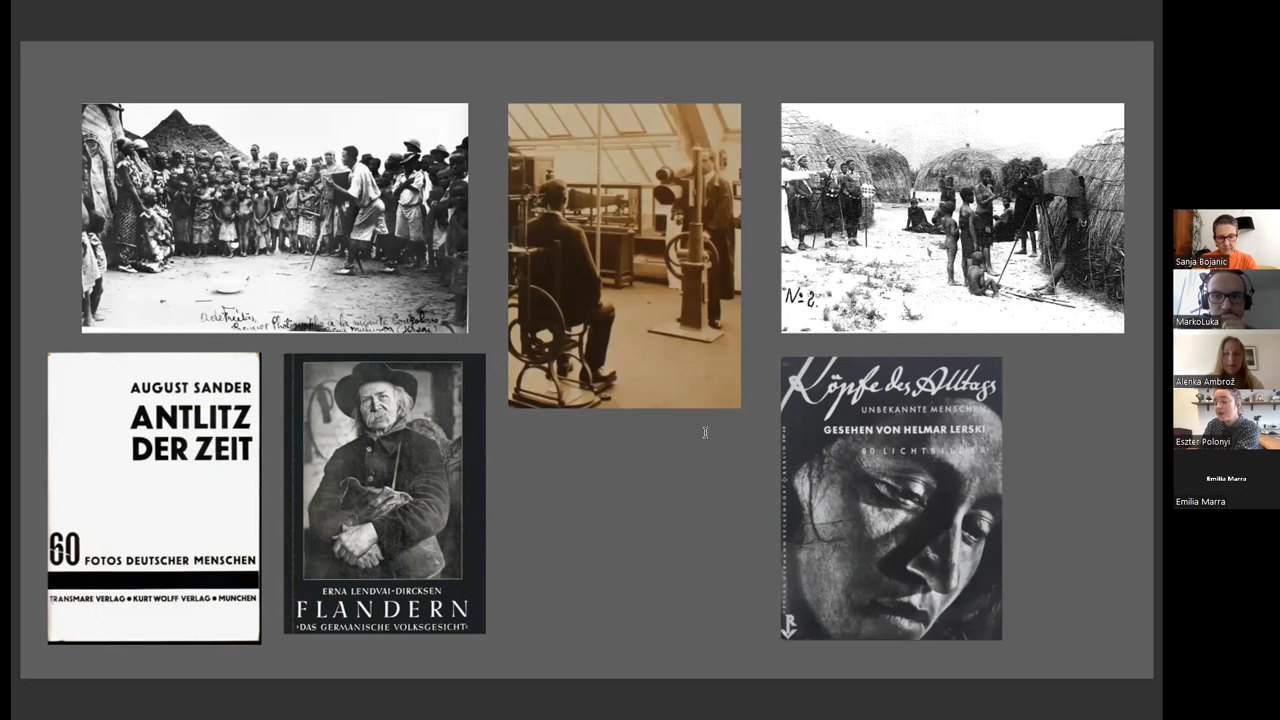 Nº 2.
AUGUST SANDER
ANTLITZ
DER ZEIT
60 FOTOS DEUTSCHER MENSCHEN
TRANSMARE VERLAG • KURT WOLFF VERLAG • MUNCHEN
ERNA LENDVAI-DIRCKSEN
FLANDERN
›DAS GERMANISCHE VOLKSGESICHT‹
Köpfe des Alltags
UNBEKANNTE MENSCHEN
GESEHEN VON HELMAR LERSKI
80 LICHTBILDER
Sanja Bojanic
MarkoLuka
Alenka Ambrož
Eszter Polonyi
Emilia Marra
Emilia Marra